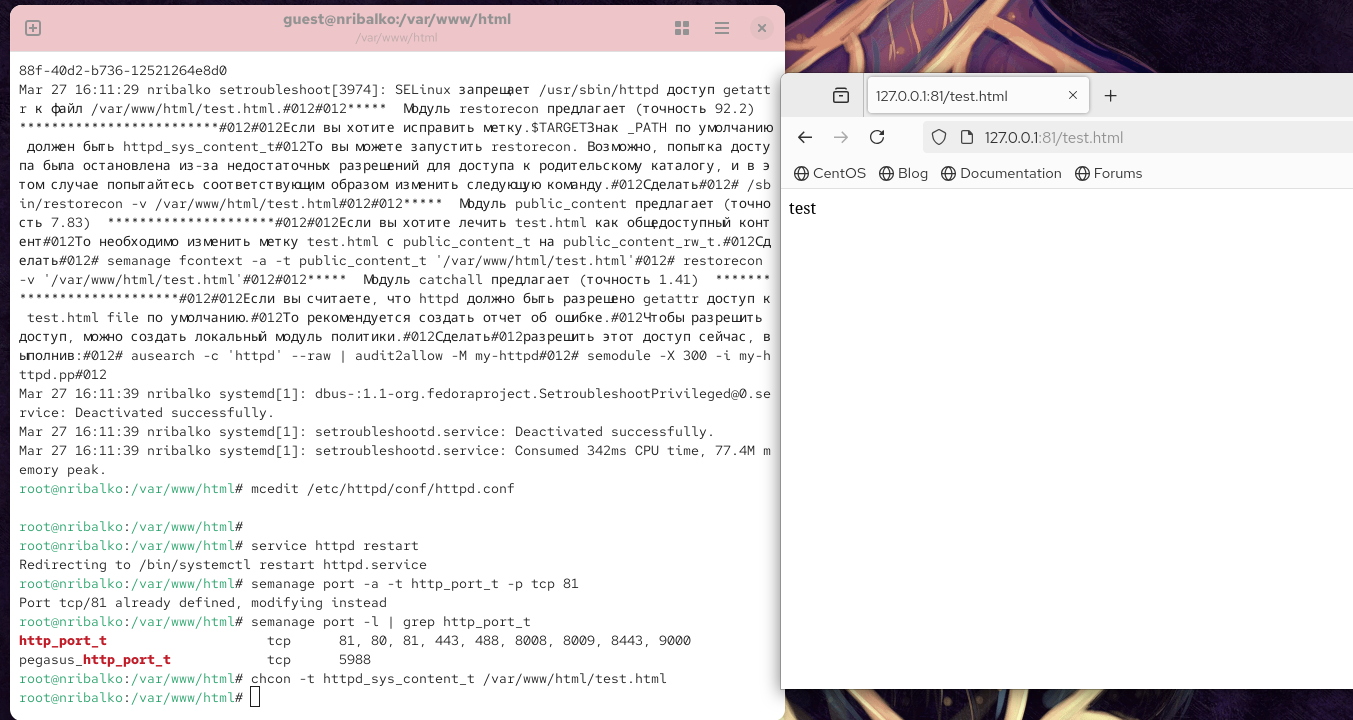 guest@nribalko:/var/www/html
/var/www/html
88f-40d2-b736-12521264e8d0
Mar 27 16:11:29 nribalko setroubleshoot[3974]: SELinux запрещает /usr/sbin/httpd доступ getatt
r к файл /var/www/html/test.html.#012#012***** Модуль restorecon предлагает (точность 92.2)
*************************#012#012Если вы хотите исправить метку.$TARGETЗнак _PATH по умолчанию
должен быть httpd_sys_content_t#012То вы можете запустить restorecon. Возможно, попытка досту
па была остановлена из-за недостаточных разрешений для доступа к родительскому каталогу, и в э
том случае попытайтесь соответствующим образом изменить следующую команду.#012Сделать#012# /sb
in/restorecon -v /var/www/html/test.html#012#012***** Модуль public_content предлагает (точно
сть 7.83) *********************#012#012Если вы хотите лечить test.html как общедоступный конт
ент#012То необходимо изменить метку test.html с public_content_t на public_content_rw_t.#012Сд
елать#012# semanage fcontext -a -t public_content_t '/var/www/html/test.html'#012# restorecon
-v '/var/www/html/test.html'#012#012***** Модуль catchall предлагает (точность 1.41) *******
********************#012#012Если вы считаете, что httpd должно быть разрешено getattr доступ к
test.html file по умолчанию.#012То рекомендуется создать отчет об ошибке.#012Чтобы разрешить
доступ, можно создать локальный модуль политики.#012Сделать#012разрешить этот доступ сейчас, в
ыполнив:#012# ausearch -c 'httpd' --raw | audit2allow -M my-httpd#012# semodule -X 300 -i my-h
ttpd.pp#012
Mar 27 16:11:39 nribalko systemd[1]: dbus-:1.1-org.fedoraproject.SetroubleshootPrivileged@0.se
rvice: Deactivated successfully.
Mar 27 16:11:39 nribalko systemd[1]: setroubleshootd.service: Deactivated successfully.
Mar 27 16:11:39 nribalko systemd[1]: setroubleshootd.service: Consumed 342ms CPU time, 77.4M m
emory peak.
root@nribalko:/var/www/html# mcedit /etc/httpd/conf/httpd.conf
root@nribalko:/var/www/html#
root@nribalko:/var/www/html# service httpd restart
Redirecting to /bin/systemctl restart httpd.service
root@nribalko:/var/www/html# semanage port -a -t http_port_t -p tcp 81
Port tcp/81 already defined, modifying instead
root@nribalko:/var/www/html# semanage port -l | grep http_port_t
http_port_t tcp 81, 80, 81, 443, 488, 8008, 8009, 8443, 9000
pegasus_http_port_t tcp 5988
root@nribalko:/var/www/html# chcon -t httpd_sys_content_t /var/www/html/test.html
root@nribalko:/var/www/html#
127.0.0.1:81/test.html
127.0.0.1:81/test.html
CentOS Blog Documentation Forums
test